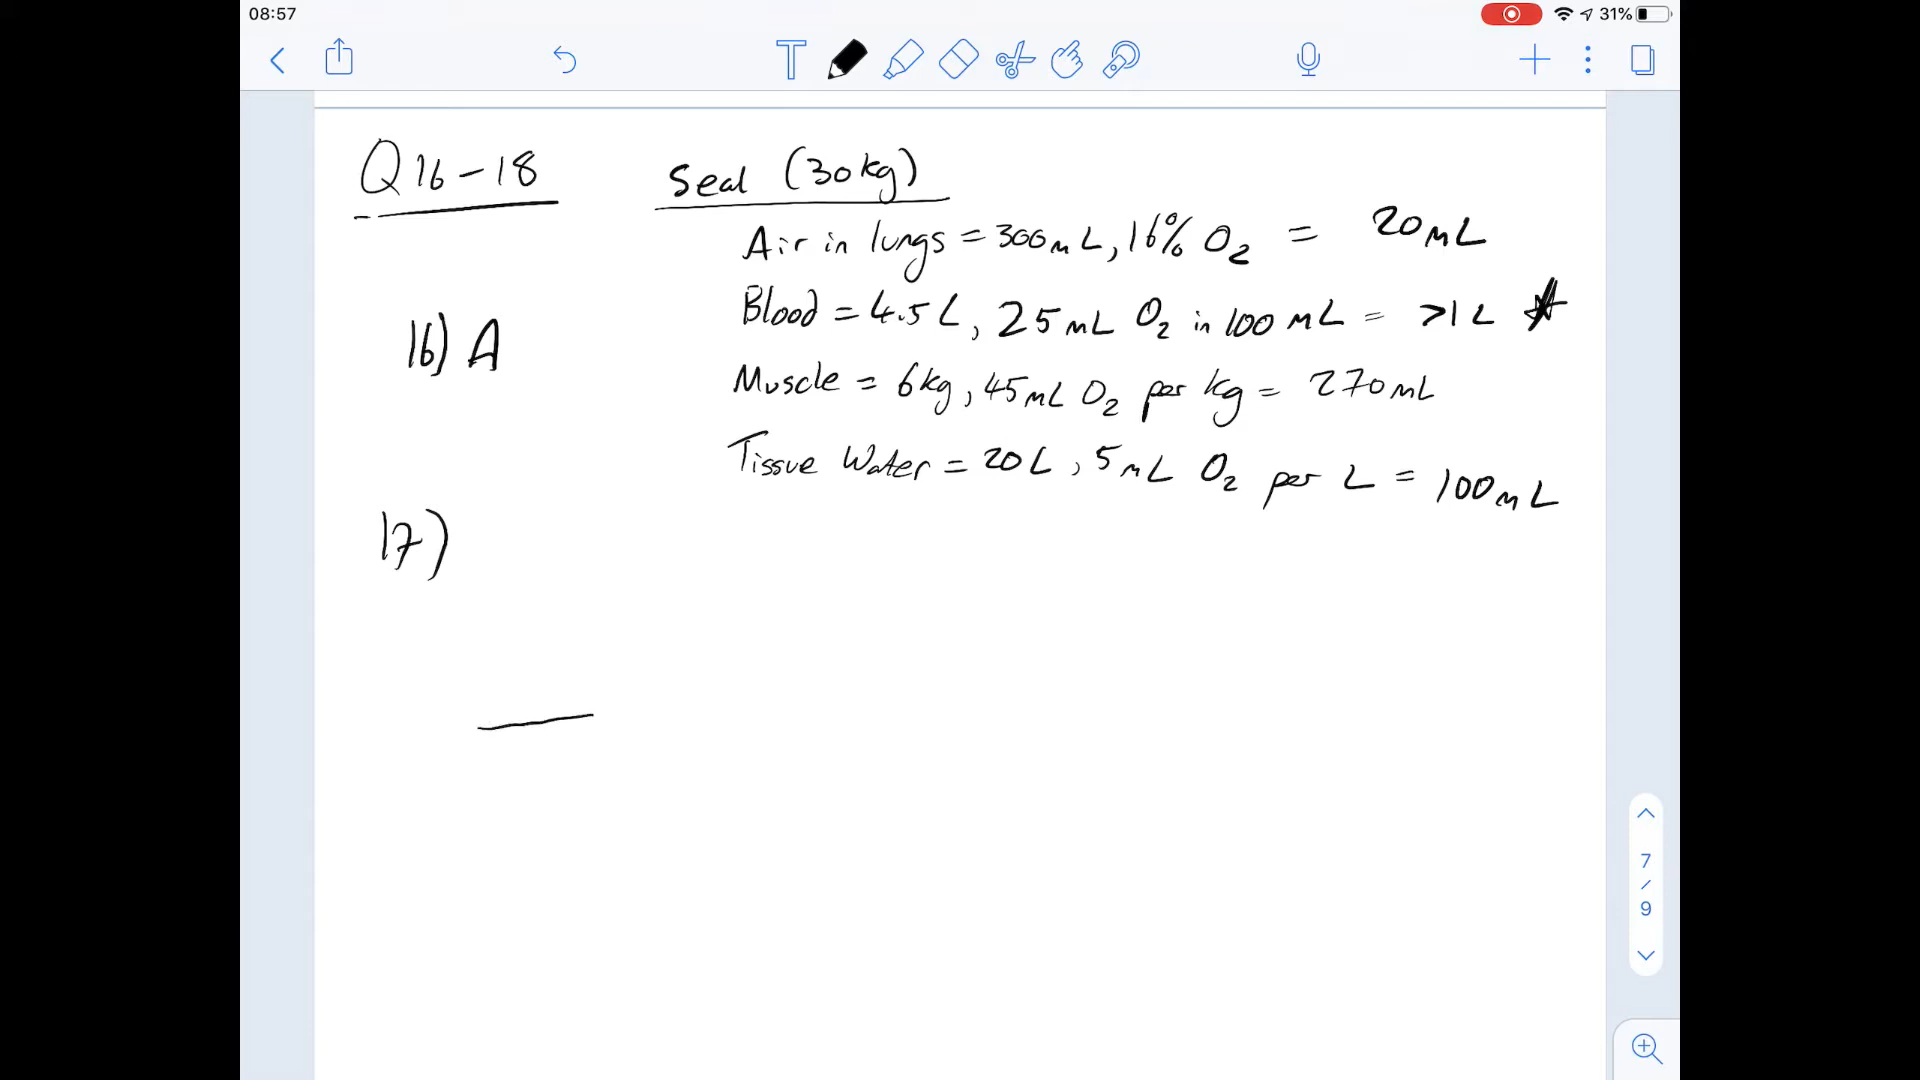 08:57
31%
T
Q16-18
Seal (30kg)
Air in lungs = 300mL, 16% O2 = 20mL
Blood = 4.5L, 25mL O2 in 100mL = >1L
16) A
Muscle = 6kg, 45mL O2 per kg = 270mL
Tissue Water = 20L, 5mL O2 per L = 100mL
17)
7
/
9